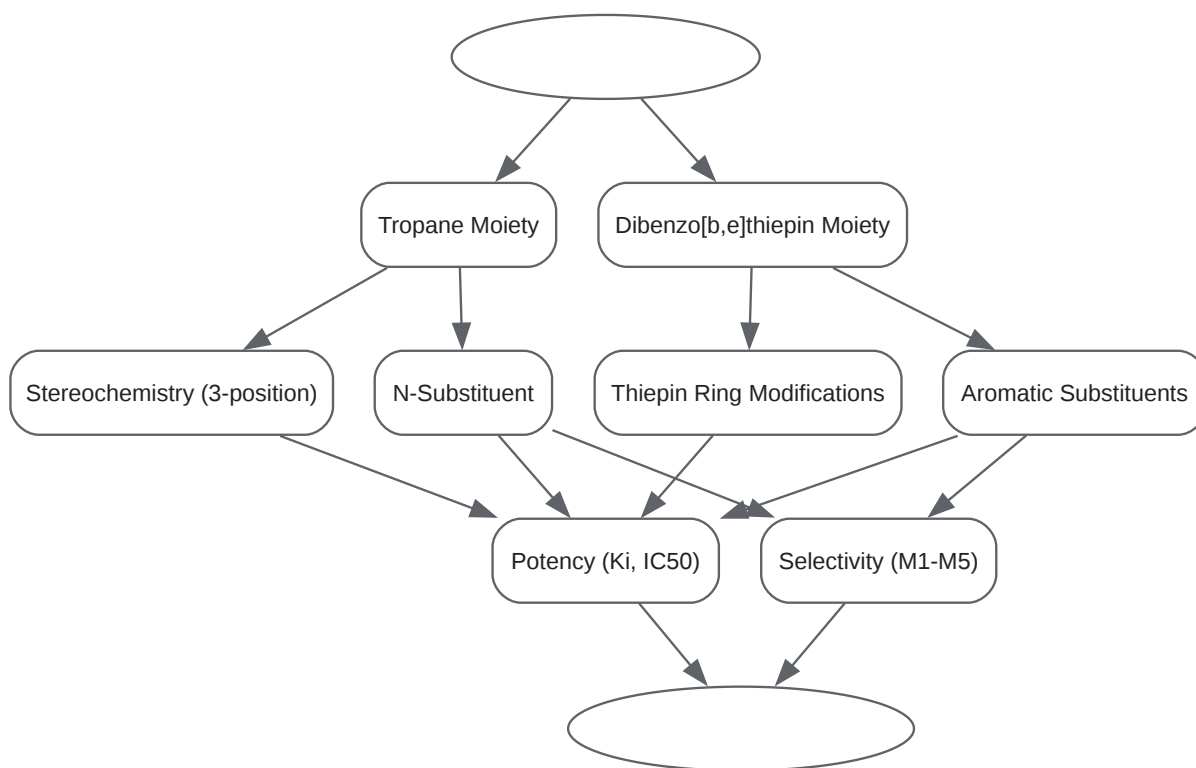 Tropane Moiety
Dibenzo[b,e]thiepin Moiety
Stereochemistry (3-position)
N-Substituent
Thiepin Ring Modifications
Aromatic Substituents
Potency (Ki, IC50)
Selectivity (M1-M5)